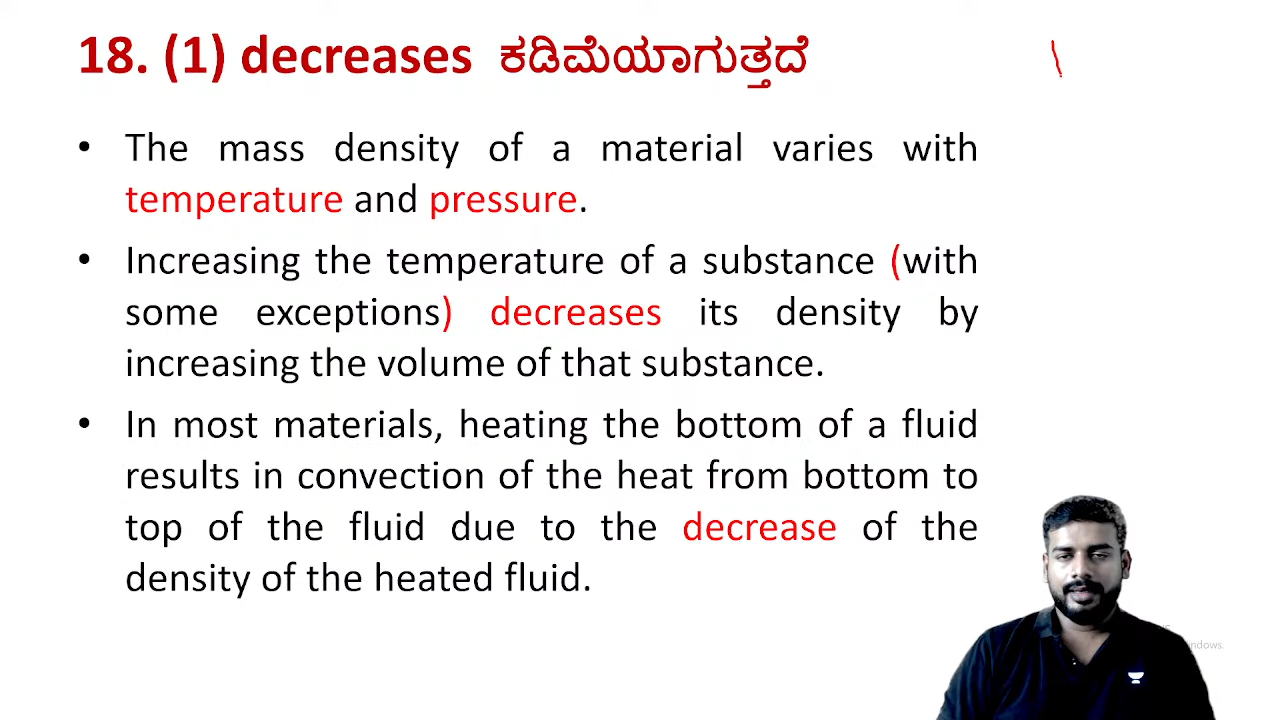 18. (1) decreases ಕಡಿಮೆಯಾಗುತ್ತದೆ
• The mass density of a material varies with
temperature and pressure.
• Increasing the temperature of a substance (with
some exceptions) decreases its density by
increasing the volume of that substance.
• In most materials, heating the bottom of a fluid
results in convection of the heat from bottom to
top of the fluid due to the decrease of the
density of the heated fluid.